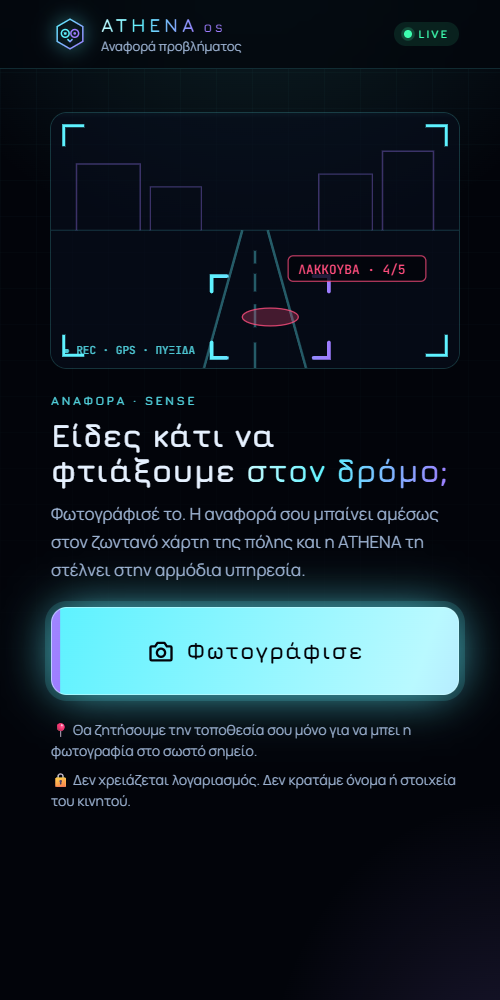 ATHENA OS
Αναφορά προβλήματος
LIVE
ΛΑΚΚΟΥΒΑ · 4/5
REC · GPS · ΠΥΞΙΔΑ
ΑΝΑΦΟΡΑ · SENSE
Είδες κάτι να
φτιάξουμε στον δρόμο;
Φωτογράφισέ το. Η αναφορά σου μπαίνει αμέσως
στον ζωντανό χάρτη της πόλης και η ATHENA τη
στέλνει στην αρμόδια υπηρεσία.
Φωτογράφισε
Θα ζητήσουμε την τοποθεσία σου μόνο για να μπει η
φωτογραφία στο σωστό σημείο.
Δεν χρειάζεται λογαριασμός. Δεν κρατάμε όνομα ή στοιχεία
του κινητού.